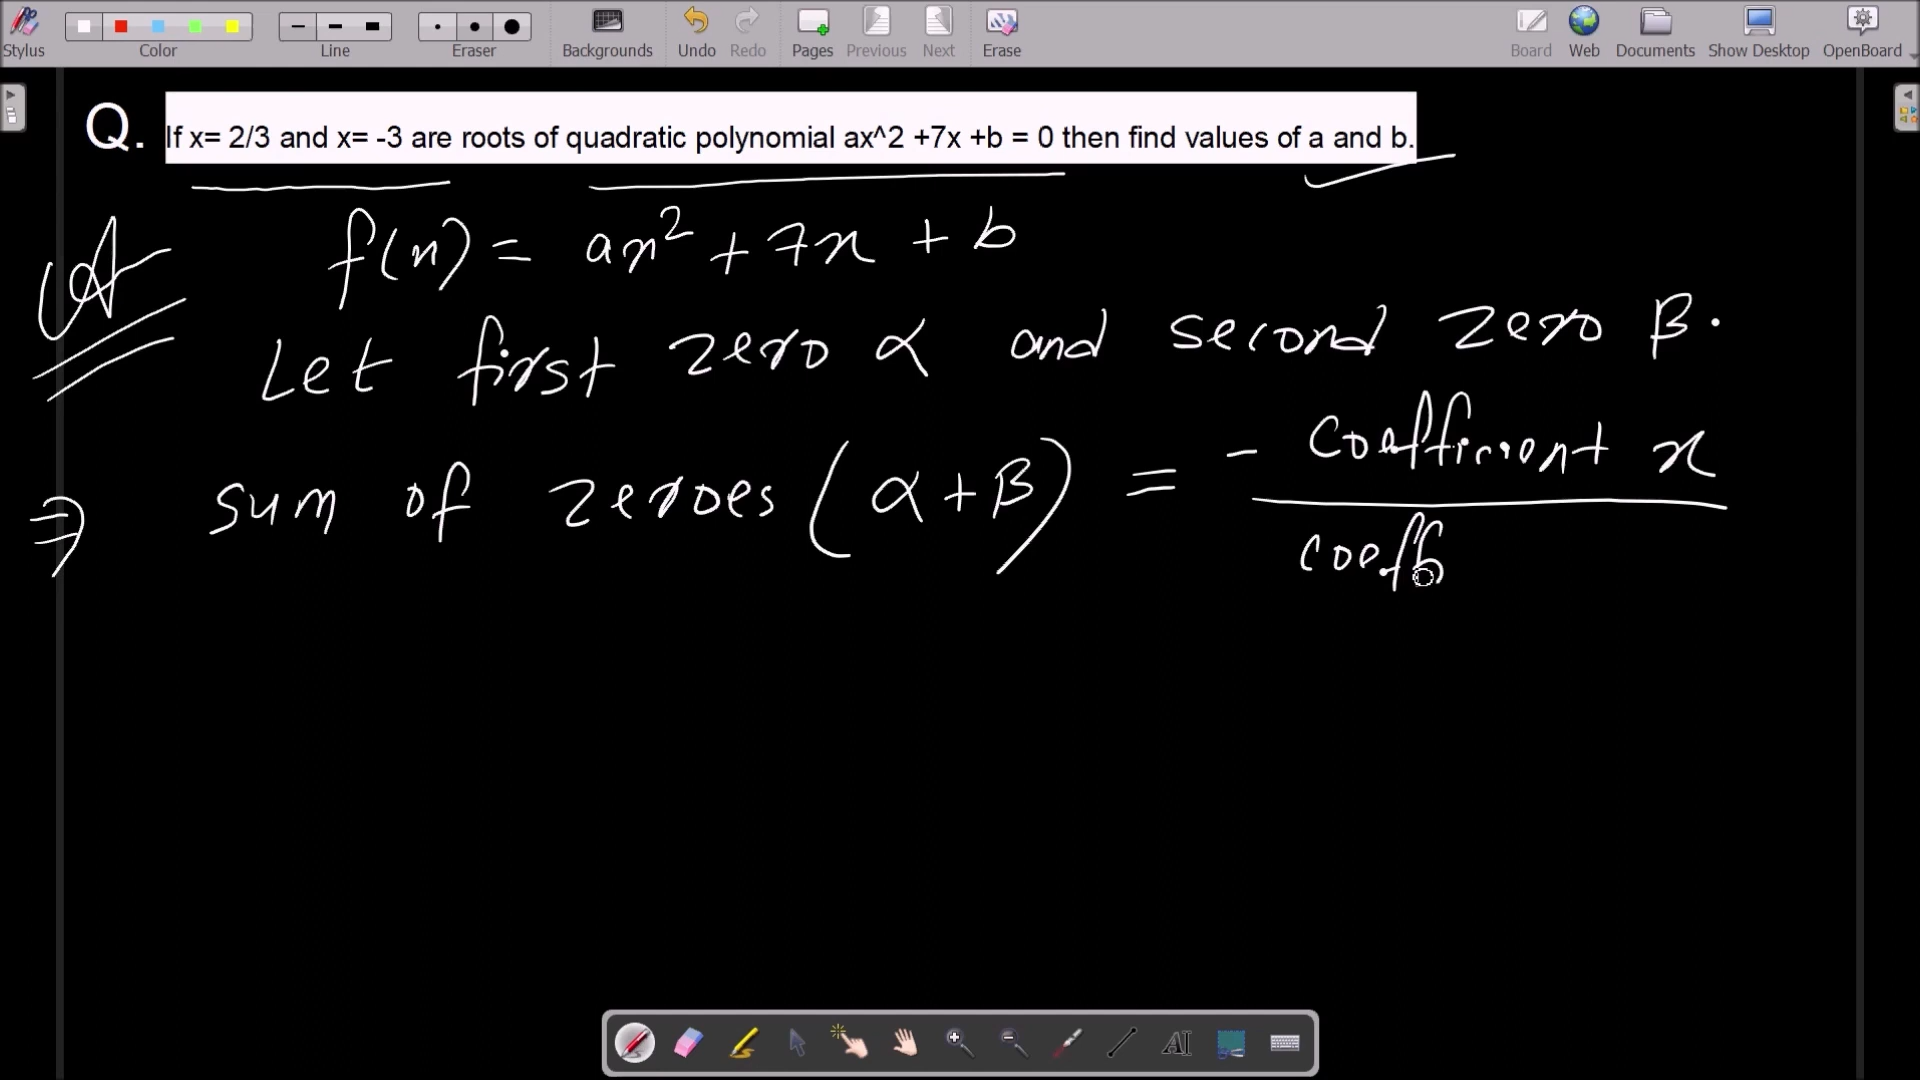 Stylus Color Line Eraser Backgrounds Undo Redo Pages Previous Next Erase Board Web Documents Show Desktop OpenBoard
Q. If x= 2/3 and x= -3 are roots of quadratic polynomial ax^2 +7x +b = 0 then find values of a and b.
f(x) = ax² + 7x + b
Let first zero α and second zero β.
⇒ sum of zeroes (α+β) = - coefficient x
coeff
AI